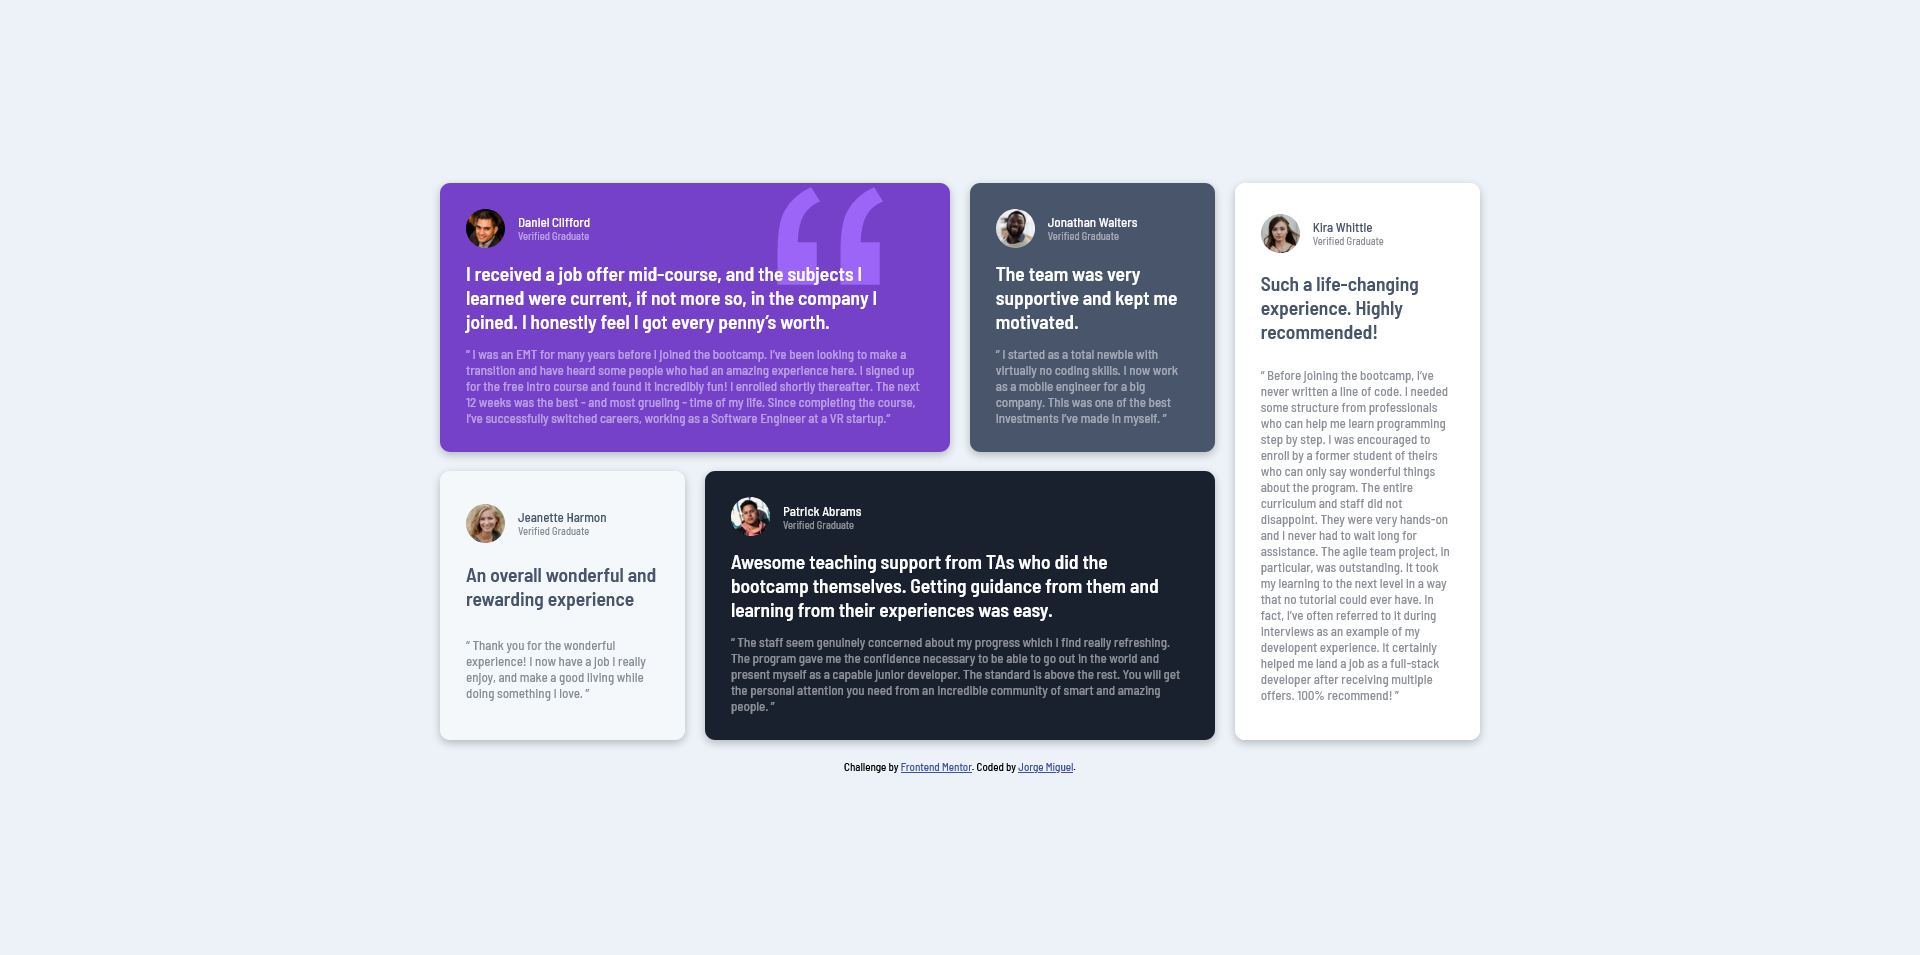 Daniel Clifford
Verified Graduate
I received a job offer mid-course, and the subjects I
learned were current, if not more so, in the company I
joined. I honestly feel I got every penny’s worth.
“ I was an EMT for many years before I joined the bootcamp. I’ve been looking to make a
transition and have heard some people who had an amazing experience here. I signed up
for the free intro course and found it incredibly fun! I enrolled shortly thereafter. The next
12 weeks was the best - and most grueling - time of my life. Since completing the course,
I’ve successfully switched careers, working as a Software Engineer at a VR startup.”
Jonathan Walters
Verified Graduate
The team was very
supportive and kept me
motivated.
“ I started as a total newbie with
virtually no coding skills. I now work
as a mobile engineer for a big
company. This was one of the best
investments I’ve made in myself. ”
Kira Whittle
Verified Graduate
Such a life-changing
experience. Highly
recommended!
“ Before joining the bootcamp, I’ve
never written a line of code. I needed
some structure from professionals
who can help me learn programming
step by step. I was encouraged to
enroll by a former student of theirs
who can only say wonderful things
about the program. The entire
curriculum and staff did not
disappoint. They were very hands-on
and I never had to wait long for
assistance. The agile team project, in
particular, was outstanding. It took
my learning to the next level in a way
that no tutorial could ever have. In
fact, I’ve often referred to it during
interviews as an example of my
developent experience. It certainly
helped me land a job as a full-stack
developer after receiving multiple
offers. 100% recommend! ”
Jeanette Harmon
Verified Graduate
An overall wonderful and
rewarding experience
“ Thank you for the wonderful
experience! I now have a job I really
enjoy, and make a good living while
doing something I love. ”
Patrick Abrams
Verified Graduate
Awesome teaching support from TAs who did the
bootcamp themselves. Getting guidance from them and
learning from their experiences was easy.
“ The staff seem genuinely concerned about my progress which I find really refreshing.
The program gave me the confidence necessary to be able to go out in the world and
present myself as a capable junior developer. The standard is above the rest. You will get
the personal attention you need from an incredible community of smart and amazing
people. ”
Challenge by Frontend Mentor. Coded by Jorge Miguel.